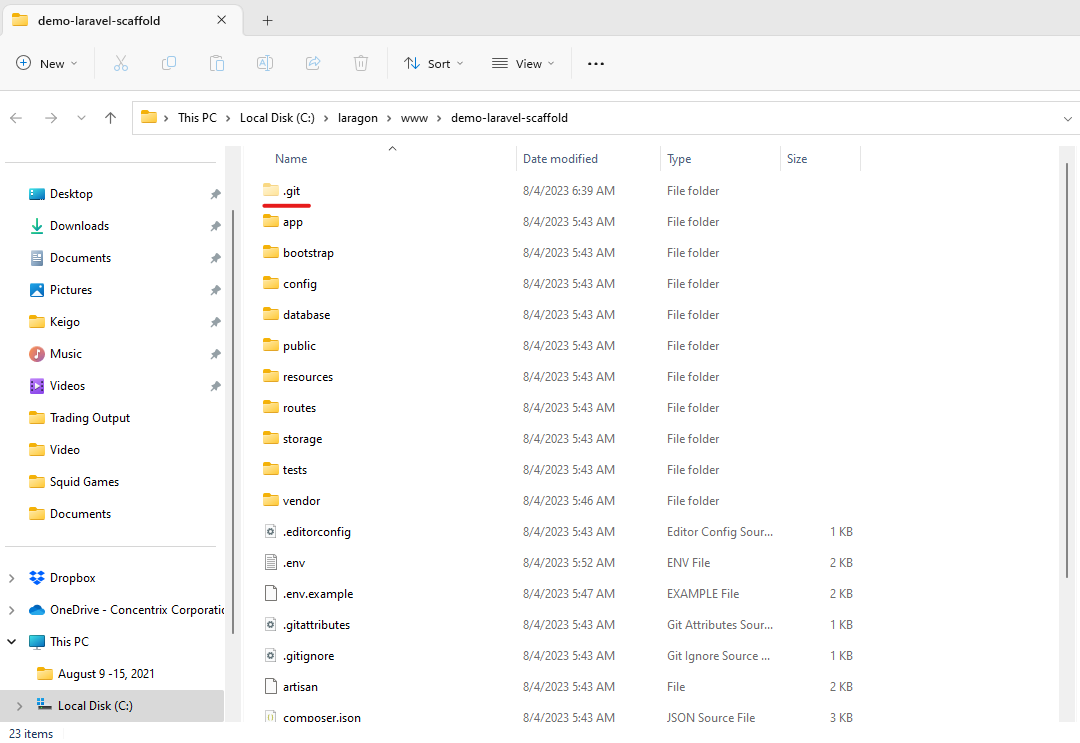 demo-laravel-scaffold
New
Sort
View
This PC > Local Disk (C:) > laragon > www > demo-laravel-scaffold
Name Date modified Type Size
Desktop
Downloads
Documents
Pictures
Keigo
Music
Videos
Trading Output
Video
Squid Games
Documents
Dropbox
OneDrive - Concentrix Corporatio
This PC
August 9 -15, 2021
Local Disk (C:)
.git 8/4/2023 6:39 AM File folder
app 8/4/2023 5:43 AM File folder
bootstrap 8/4/2023 5:43 AM File folder
config 8/4/2023 5:43 AM File folder
database 8/4/2023 5:43 AM File folder
public 8/4/2023 5:43 AM File folder
resources 8/4/2023 5:43 AM File folder
routes 8/4/2023 5:43 AM File folder
storage 8/4/2023 5:43 AM File folder
tests 8/4/2023 5:43 AM File folder
vendor 8/4/2023 5:46 AM File folder
.editorconfig 8/4/2023 5:43 AM Editor Config Sour... 1 KB
.env 8/4/2023 5:52 AM ENV File 2 KB
.env.example 8/4/2023 5:47 AM EXAMPLE File 2 KB
.gitattributes 8/4/2023 5:43 AM Git Attributes Sour... 1 KB
.gitignore 8/4/2023 5:43 AM Git Ignore Source ... 1 KB
artisan 8/4/2023 5:43 AM File 2 KB
composer.json 8/4/2023 5:43 AM JSON Source File 3 KB
23 items